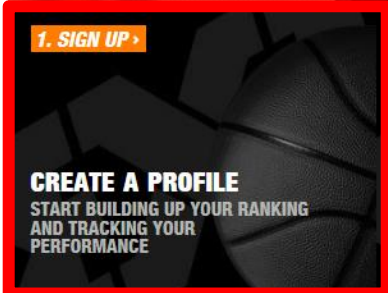 1. SIGN UP ›
CREATE A PROFILE
START BUILDING UP YOUR RANKING
AND TRACKING YOUR
PERFORMANCE